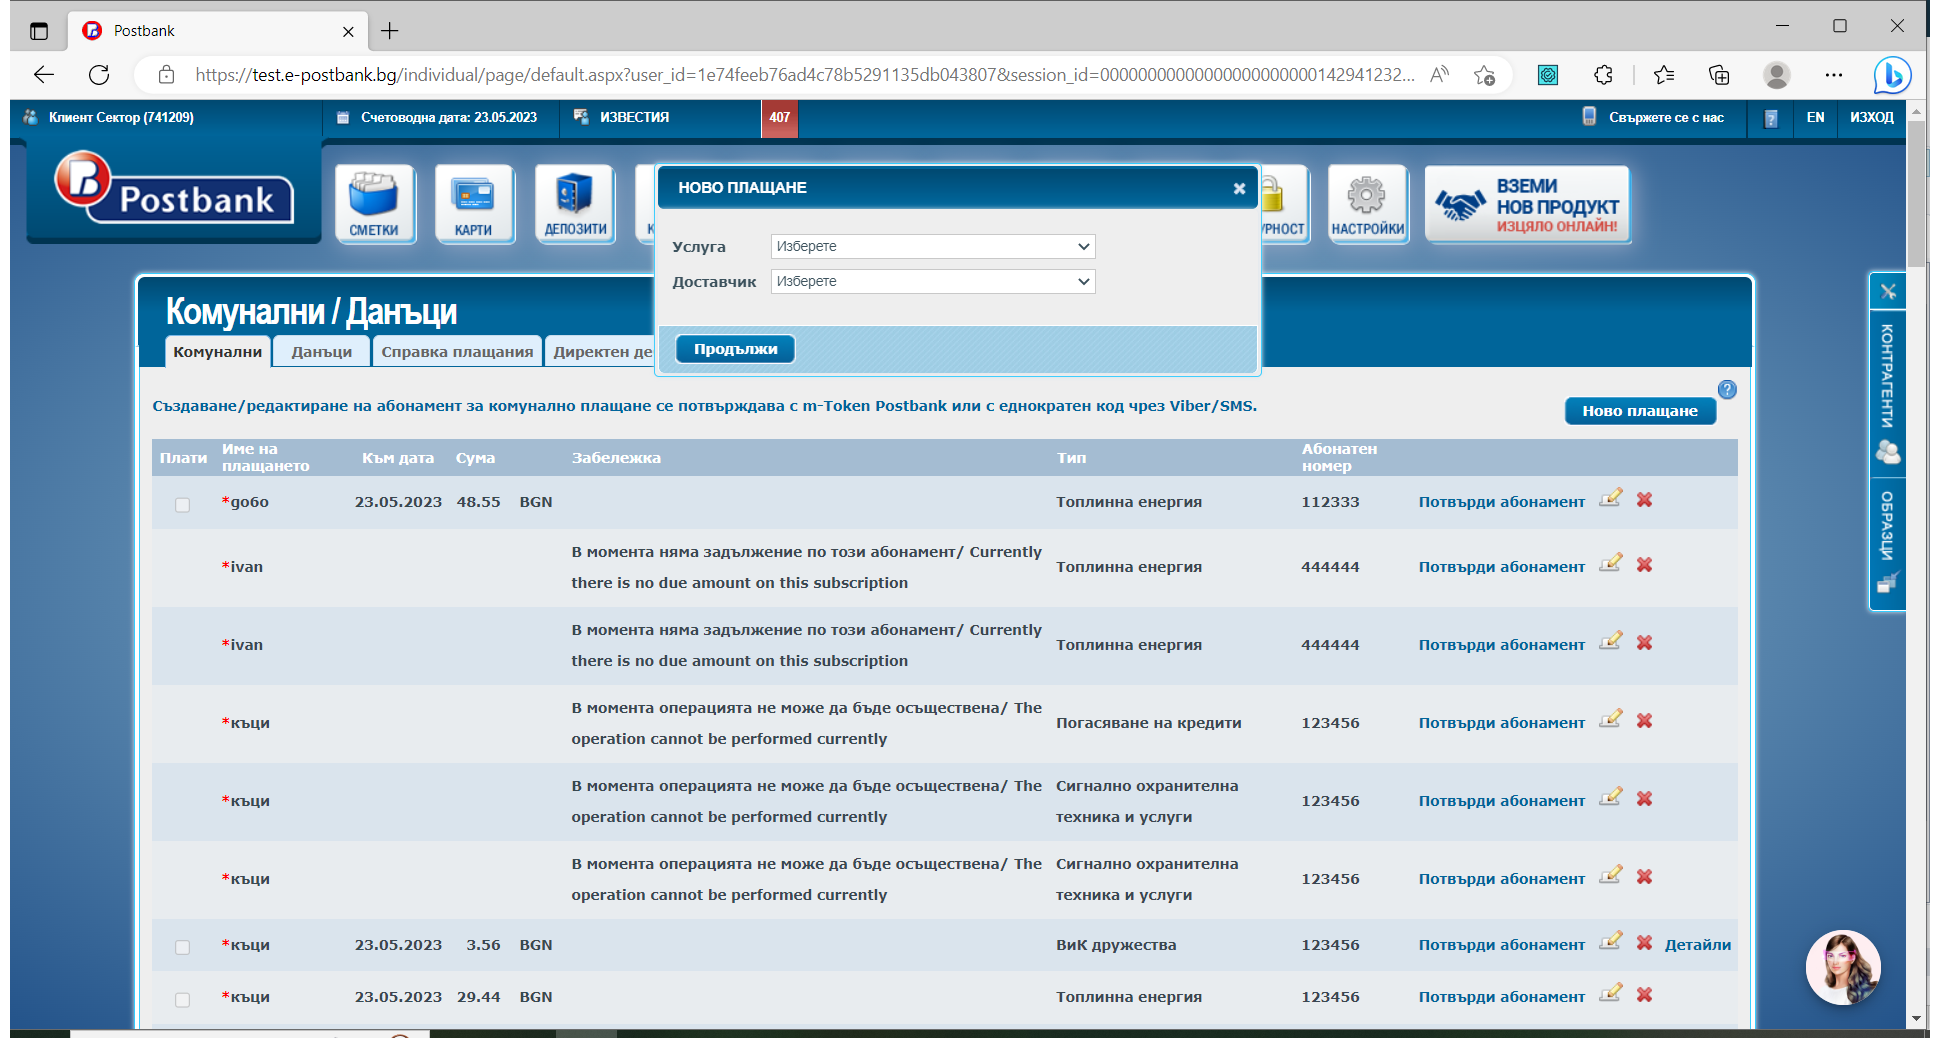 Postbank
https://test.e-postbank.bg/individual/page/default.aspx?user_id=1e74feeb76ad4c78b5291135db043807&session_id=
Клиент Сектор (741209)
Счетоводна дата: 23.05.2023
ИЗВЕСТИЯ
407
Свържете се с нас
EN
ИЗХОД
Postbank
СМЕТКИ
КАРТИ
ДЕПОЗИТИ
К
РНОСТ
НАСТРОЙКИ
ВЗЕМИ
НОВ ПРОДУКТ
ИЗЦЯЛО ОНЛАЙН!
НОВО ПЛАЩАНЕ
Услуга Изберете
Доставчик Изберете
Продължи
Комунални / Данъци
Комунални Данъци Справка плащания Директен де
Създаване/редактиране на абонамент за комунално плащане се потвърждава с m-Token Postbank или с еднократен код чрез Viber/SMS.
Ново плащане
КОНТРАГЕНТИ
ОБРАЗЦИ
Плати Име на плащането Към дата Сума Забележка Тип Абонатен номер
*добо 23.05.2023 48.55 BGN Топлинна енергия 112333 Потвърди абонамент
*ivan В момента няма задължение по този абонамент/ Currently
there is no due amount on this subscription Топлинна енергия 444444 Потвърди абонамент
*ivan В момента няма задължение по този абонамент/ Currently
there is no due amount on this subscription Топлинна енергия 444444 Потвърди абонамент
*къци В момента операцията не може да бъде осъществена/ The
operation cannot be performed currently Погасяване на кредити 123456 Потвърди абонамент
*къци В момента операцията не може да бъде осъществена/ The
operation cannot be performed currently Сигнално охранителна
техника и услуги 123456 Потвърди абонамент
*къци В момента операцията не може да бъде осъществена/ The
operation cannot be performed currently Сигнално охранителна
техника и услуги 123456 Потвърди абонамент
*къци 23.05.2023 3.56 BGN ВиК дружества 123456 Потвърди абонамент Детайли
*къци 23.05.2023 29.44 BGN Топлинна енергия 123456 Потвърди абонамент